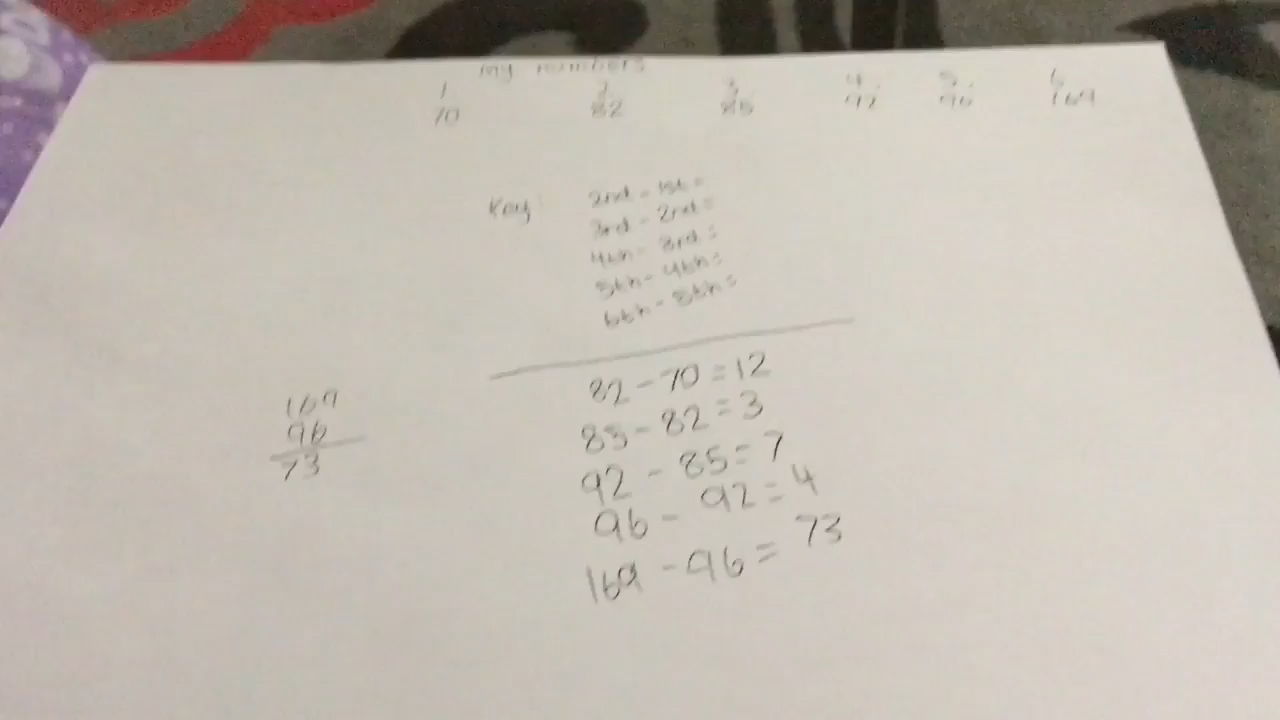 My numbers
1 2 3 4 5 6
70 82 85 92 96 169
Key: 2nd - 1st =
3rd - 2nd =
4th - 3rd =
5th - 4th =
6th - 5th =
82 - 70 = 12
85 - 82 = 3
92 - 85 = 7
96 - 92 = 4
169 - 96 = 73
169
96
73